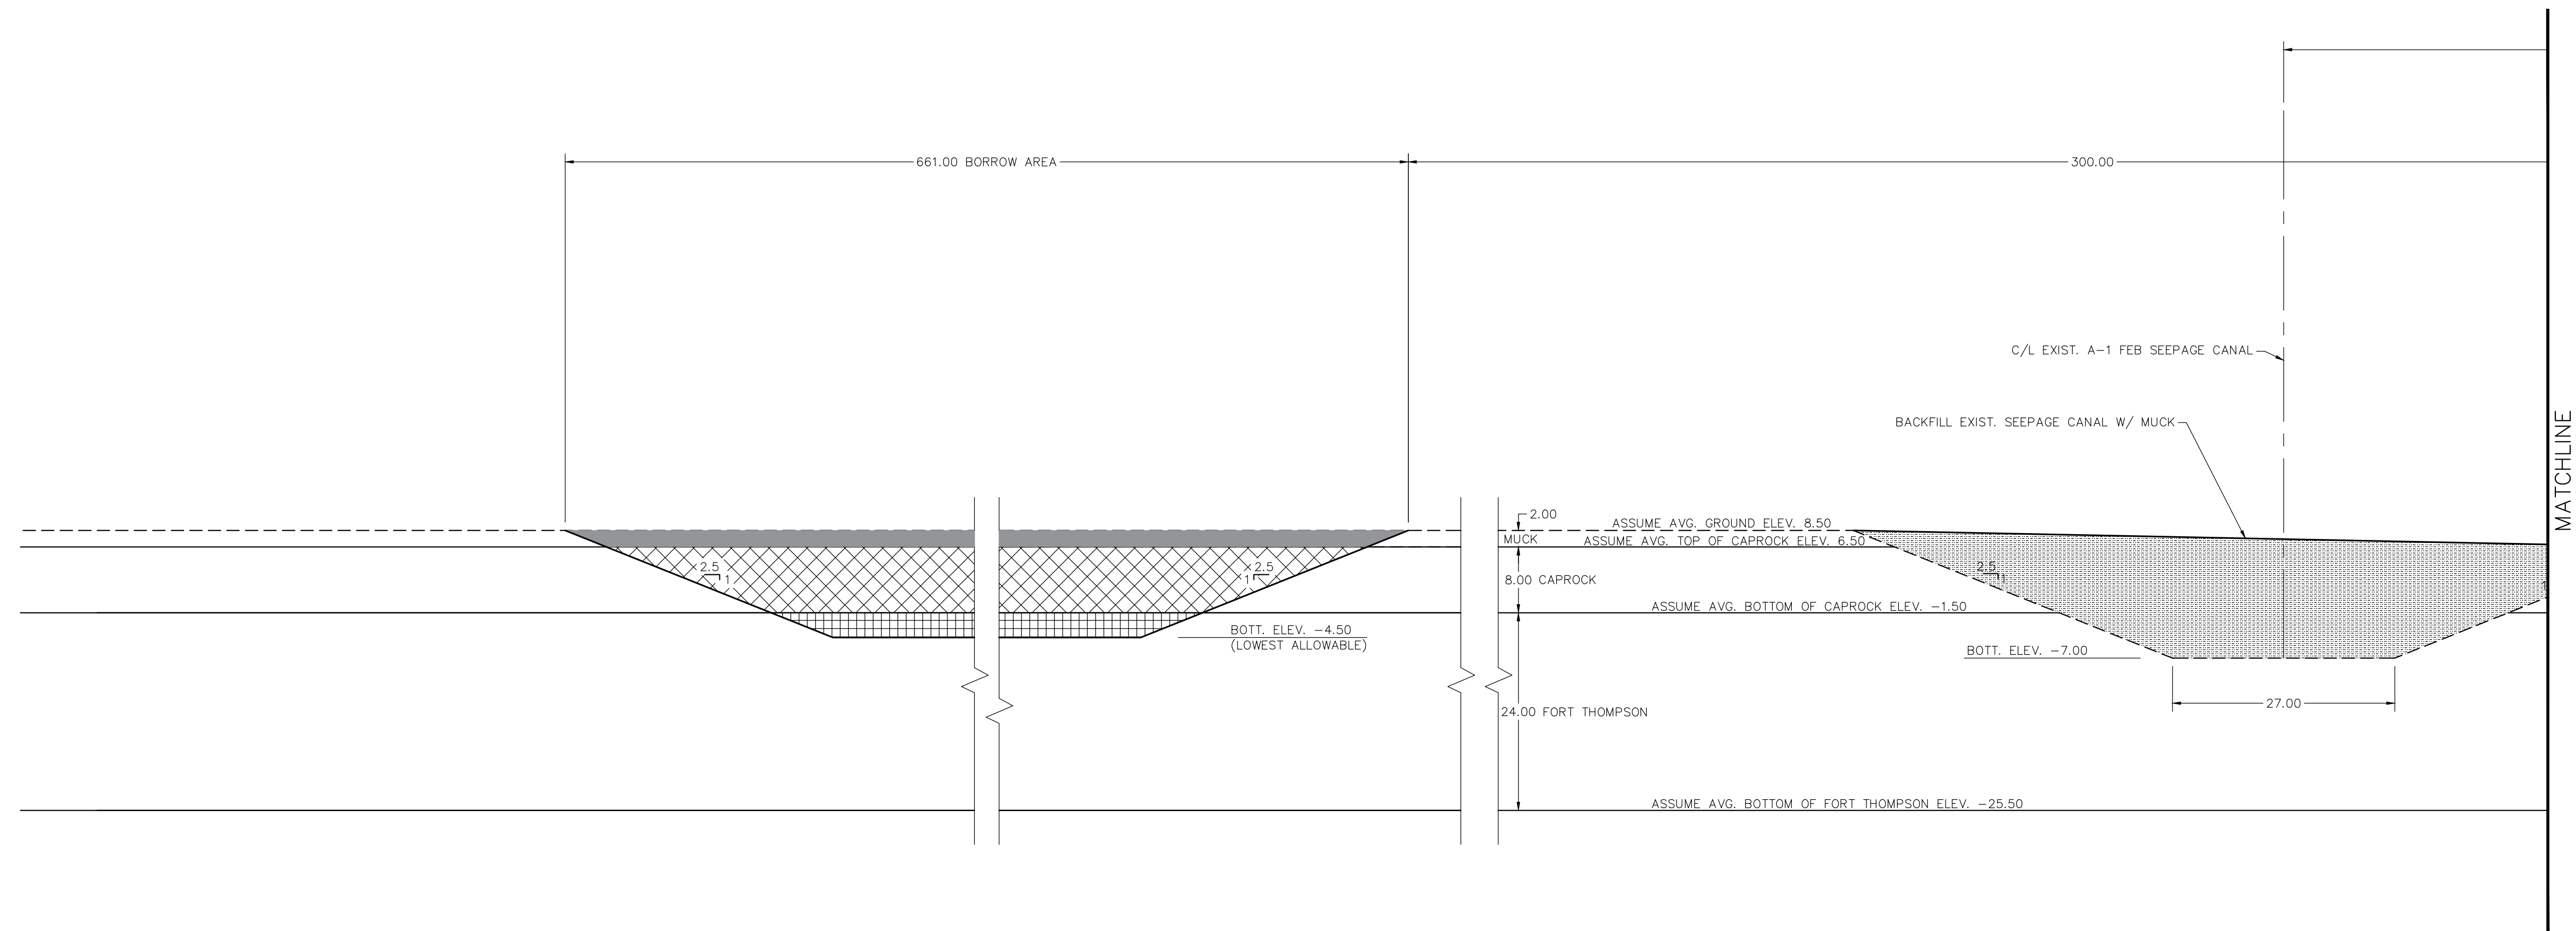 661.00 BORROW AREA
300.00
C/L EXIST. A-1 FEB SEEPAGE CANAL
BACKFILL EXIST. SEEPAGE CANAL W/ MUCK
MATCHLINE
2.00
MUCK
ASSUME AVG. GROUND ELEV. 8.50
ASSUME AVG. TOP OF CAPROCK ELEV. 6.50
2.5
1
2.5
1
8.00 CAPROCK
2.5
1
1
ASSUME AVG. BOTTOM OF CAPROCK ELEV. -1.50
BOTT. ELEV. -4.50
(LOWEST ALLOWABLE)
BOTT. ELEV. -7.00
27.00
24.00 FORT THOMPSON
ASSUME AVG. BOTTOM OF FORT THOMPSON ELEV. -25.50